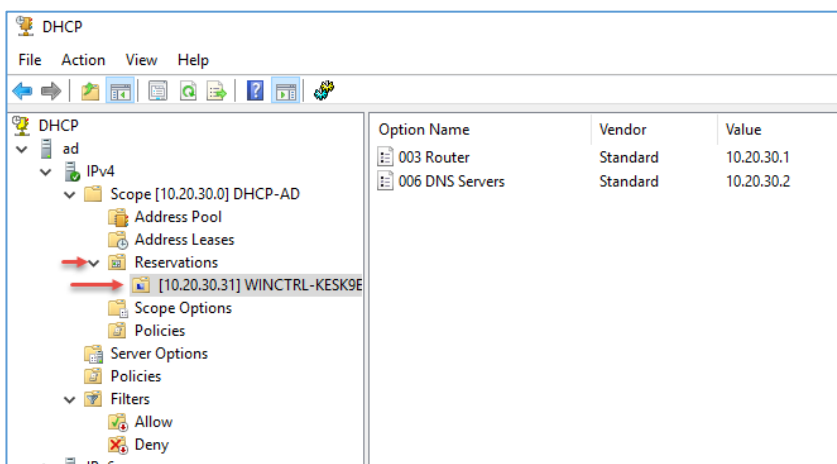 DHCP
File Action View Help
DHCP
ad
IPv4
Scope [10.20.30.0] DHCP-AD
Address Pool
Address Leases
Reservations
[10.20.30.31] WINCTRL-KESK9E
Scope Options
Policies
Server Options
Policies
Filters
Allow
Deny
Option Name Vendor Value
003 Router Standard 10.20.30.1
006 DNS Servers Standard 10.20.30.2